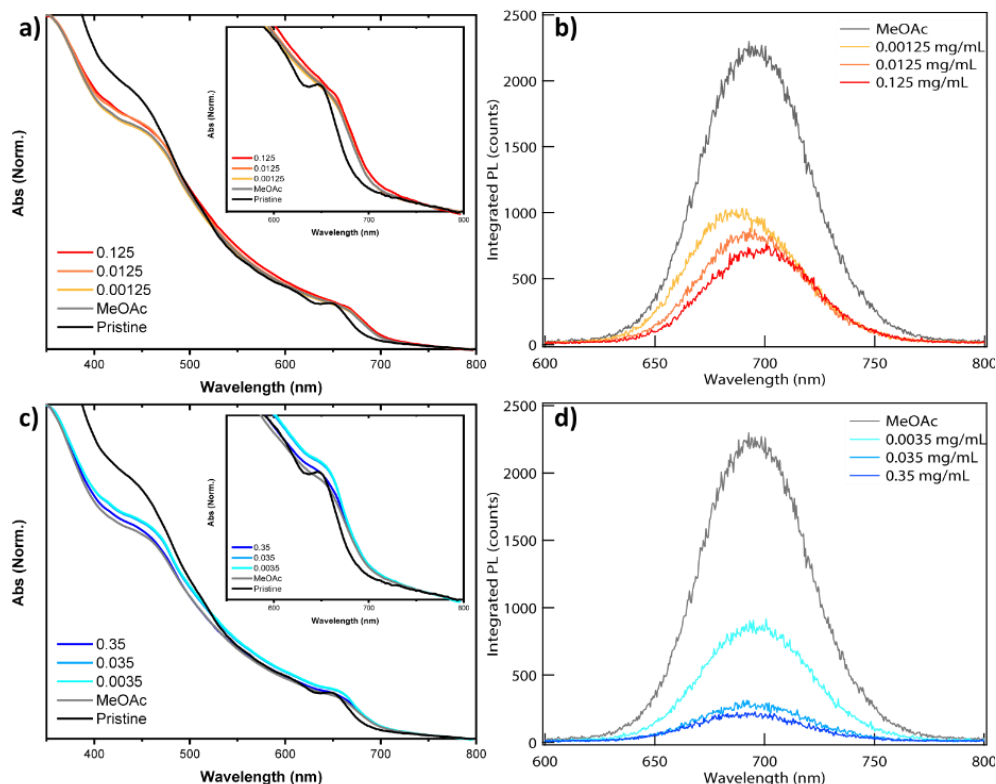 a)
Abs (Norm.)
0.125
0.0125
0.00125
MeOAc
Pristine
400 500 600 700 800
Wavelength (nm)
Abs (Norm.)
0.125
0.0125
0.00125
MeOAc
Pristine
600 700 800
Wavelength (nm)
b)
Integrated PL (counts)
2500
2000
1500
1000
500
0
MeOAc
0.00125 mg/mL
0.0125 mg/mL
0.125 mg/mL
600 650 700 750 800
Wavelength (nm)
c)
Abs (Norm.)
0.35
0.035
0.0035
MeOAc
Pristine
400 500 600 700 800
Wavelength (nm)
Abs (Norm.)
0.35
0.035
0.0035
MeOAc
Pristine
600 700 800
Wavelength (nm)
d)
Integrated PL (counts)
2500
2000
1500
1000
500
0
MeOAc
0.0035 mg/mL
0.035 mg/mL
0.35 mg/mL
600 650 700 750 800
Wavelength (nm)